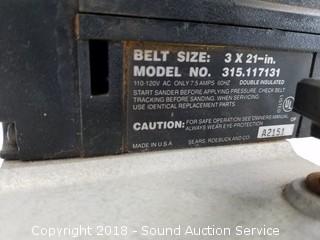 BELT SIZE: 3 X 21-in.
MODEL NO. 315.117131
110-120V AC ONLY 7.5 AMPS 60HZ DOUBLE INSULATED
START SANDER BEFORE APPLYING PRESSURE. CHECK BELT
TRACKING BEFORE SANDING. WHEN SERVICING
USE IDENTICAL REPLACEMENT PARTS
CAUTION: FOR SAFE OPERATION SEE OWNERS MANUAL
ALWAYS WEAR EYE PROTECTION
A2151
MADE IN U.S.A. SEARS, ROEBUCK AND CO.
Copyright 2018 - Sound Auction Service